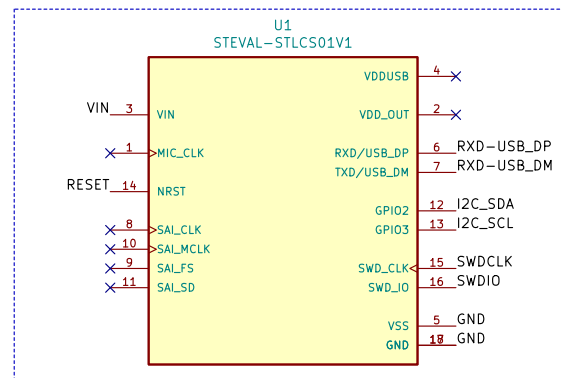 U1
STEVAL-STLCS01V1
VDDUSB 4
VIN 3 VIN VDD_OUT 2
1 MIC_CLK RXD/USB_DP 6 RXD-USB_DP
TXD/USB_DM 7 RXD-USB_DM
RESET 14 NRST
GPIO2 12 I2C_SDA
8 SAI_CLK GPIO3 13 I2C_SCL
10 SAI_MCLK
9 SAI_FS SWD_CLK 15 SWDCLK
11 SAI_SD SWD_IO 16 SWDIO
VSS 5 GND
GND GND